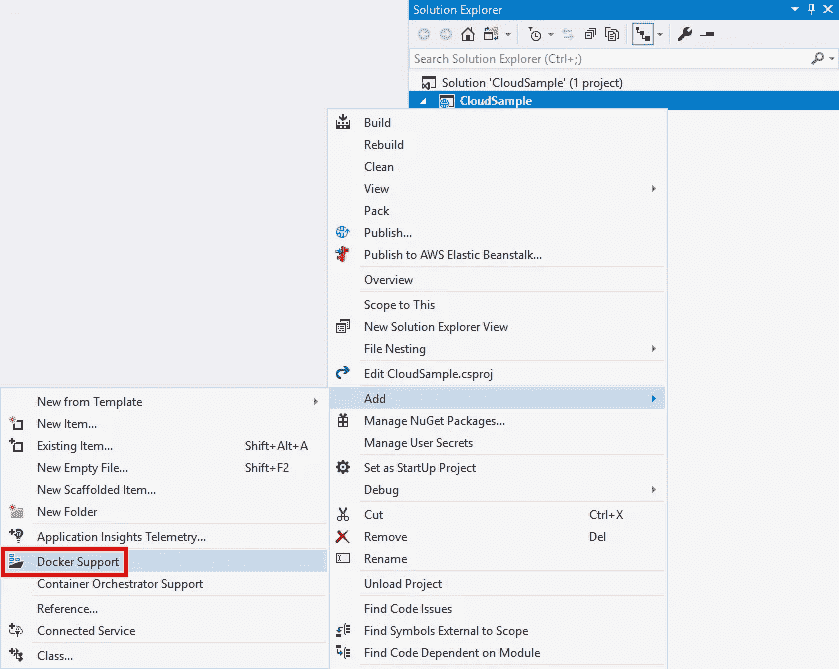 Solution Explorer
Search Solution Explorer (Ctrl+;)
Solution 'CloudSample' (1 project)
CloudSample
Build
Rebuild
Clean
View
Pack
Publish...
Publish to AWS Elastic Beanstalk...
Overview
Scope to This
New Solution Explorer View
File Nesting
Edit CloudSample.csproj
Add
Manage NuGet Packages...
Manage User Secrets
Set as StartUp Project
Debug
Cut Ctrl+X
Remove Del
Rename
Unload Project
Find Code Issues
Find Symbols External to Scope
Find Code Dependent on Module
New from Template
New Item...
Existing Item... Shift+Alt+A
New Empty File... Shift+F2
New Scaffolded Item...
New Folder
Application Insights Telemetry...
Docker Support
Container Orchestrator Support
Reference...
Connected Service
Class...